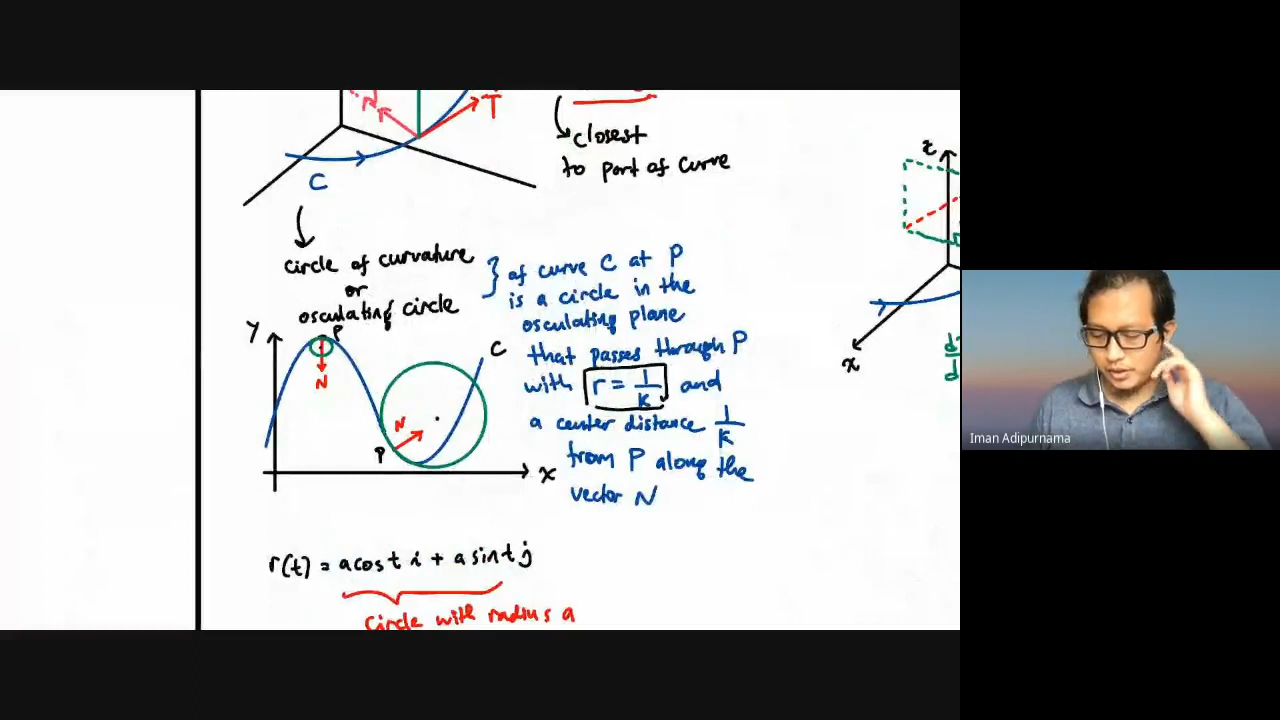 N
T
closest
to part of curve
C
circle of curvature
or
osculating circle
} of curve C at P
is a circle in the
osculating plane
that passes through P
with r = 1/k and
a center distance 1/k
from P along the
vector N
y
P
N
C
N
P
x
r(t) = a cos t i + a sin t j
circle with radius a
z
x
Iman Adipurnama